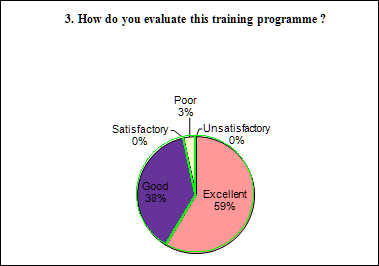 3. How do you evaluate this training programme ?
Poor
3%
Satisfactory
0%
Unsatisfactory
0%
Good
38%
Excellent
59%